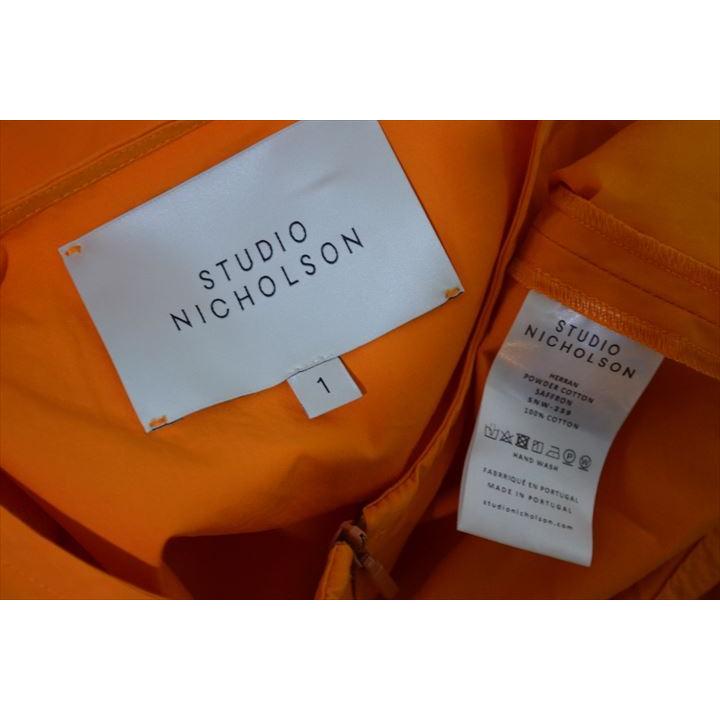 STUDIO
NICHOLSON
1
STUDIO
NICHOLSON
MERRAN
POWDER COTTON
SAFFRON
SNW-259
100% COTTON
HAND WASH
FABRRIQUÉ EN PORTUGAL
MADE IN PORTUGAL
studionicholson.com